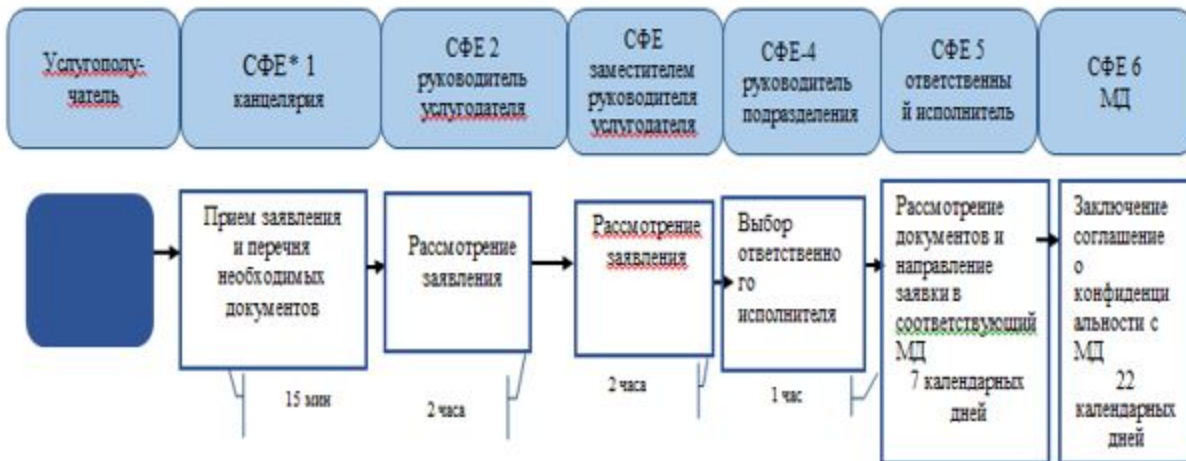 Услугополу-
чатель
СФЕ* 1
канцелярия
СФЕ 2
руководитель
услугодателя
СФЕ
заместителем
руководителя
услугодателя
СФЕ-4
руководитель
подразделения
СФЕ 5
ответственны
й исполнитель
СФЕ 6
МД
Прием заявления
и перечня
необходимых
документов
Рассмотрение
заявления
Рассмотрение
заявления
Выбор
ответственно
го
исполнителя
Рассмотрение
документов и
направление
заявки в
соответствующий
МД
7 календарных
дней
Заключение
соглашение
о
конфиденци
альности с
МД
22
календарных
дней
15 мин
2 часа
2 часа
1 час